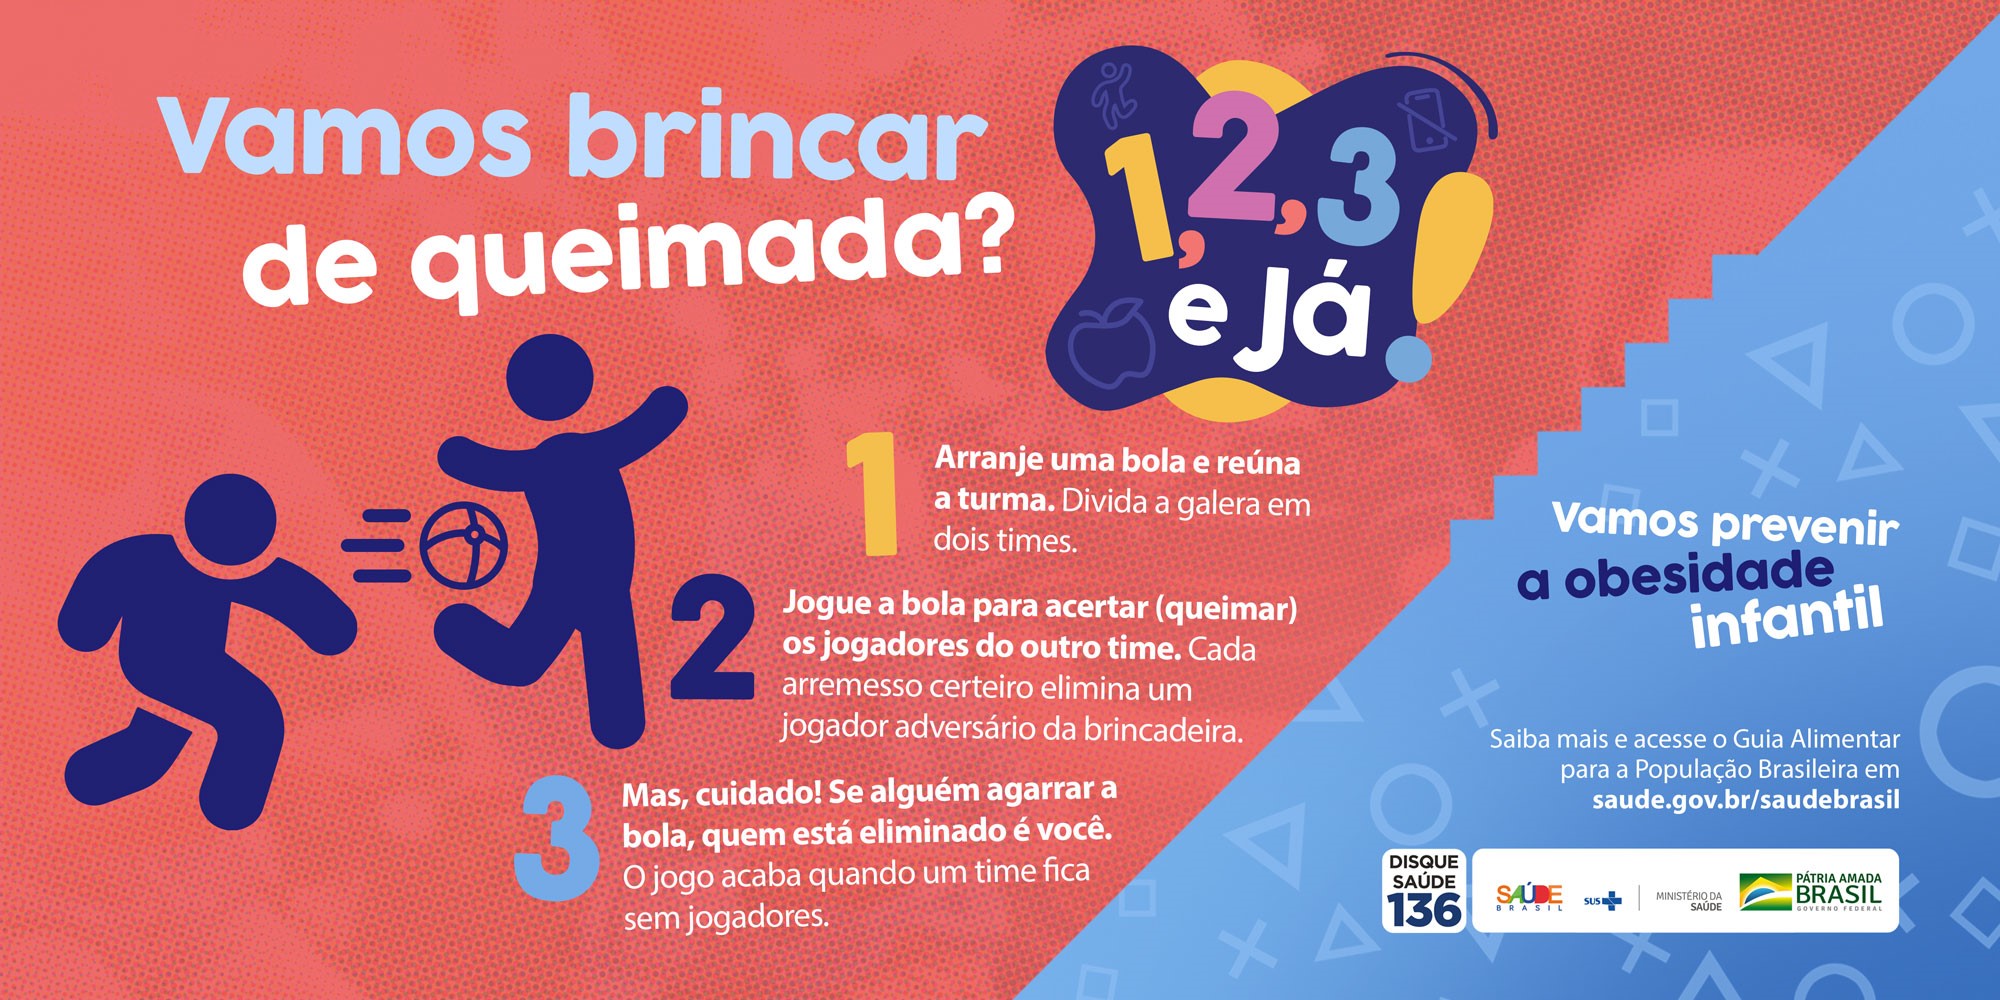 Vamos brincar
de queimada?
1, 2, 3
e Já!
1
Arranje uma bola e reúna
a turma. Divida a galera em
dois times.
2
Jogue a bola para acertar (queimar)
os jogadores do outro time. Cada
arremesso certeiro elimina um
jogador adversário da brincadeira.
3
Mas, cuidado! Se alguém agarrar a
bola, quem está eliminado é você.
O jogo acaba quando um time fica
sem jogadores.
Vamos prevenir
a obesidade
infantil
Saiba mais e acesse o Guia Alimentar
para a População Brasileira em
saude.gov.br/saudebrasil
DISQUE
SAÚDE
136
SAÚDE
BRASIL
SUS
MINISTÉRIO DA
SAÚDE
PÁTRIA AMADA
BRASIL
GOVERNO FEDERAL